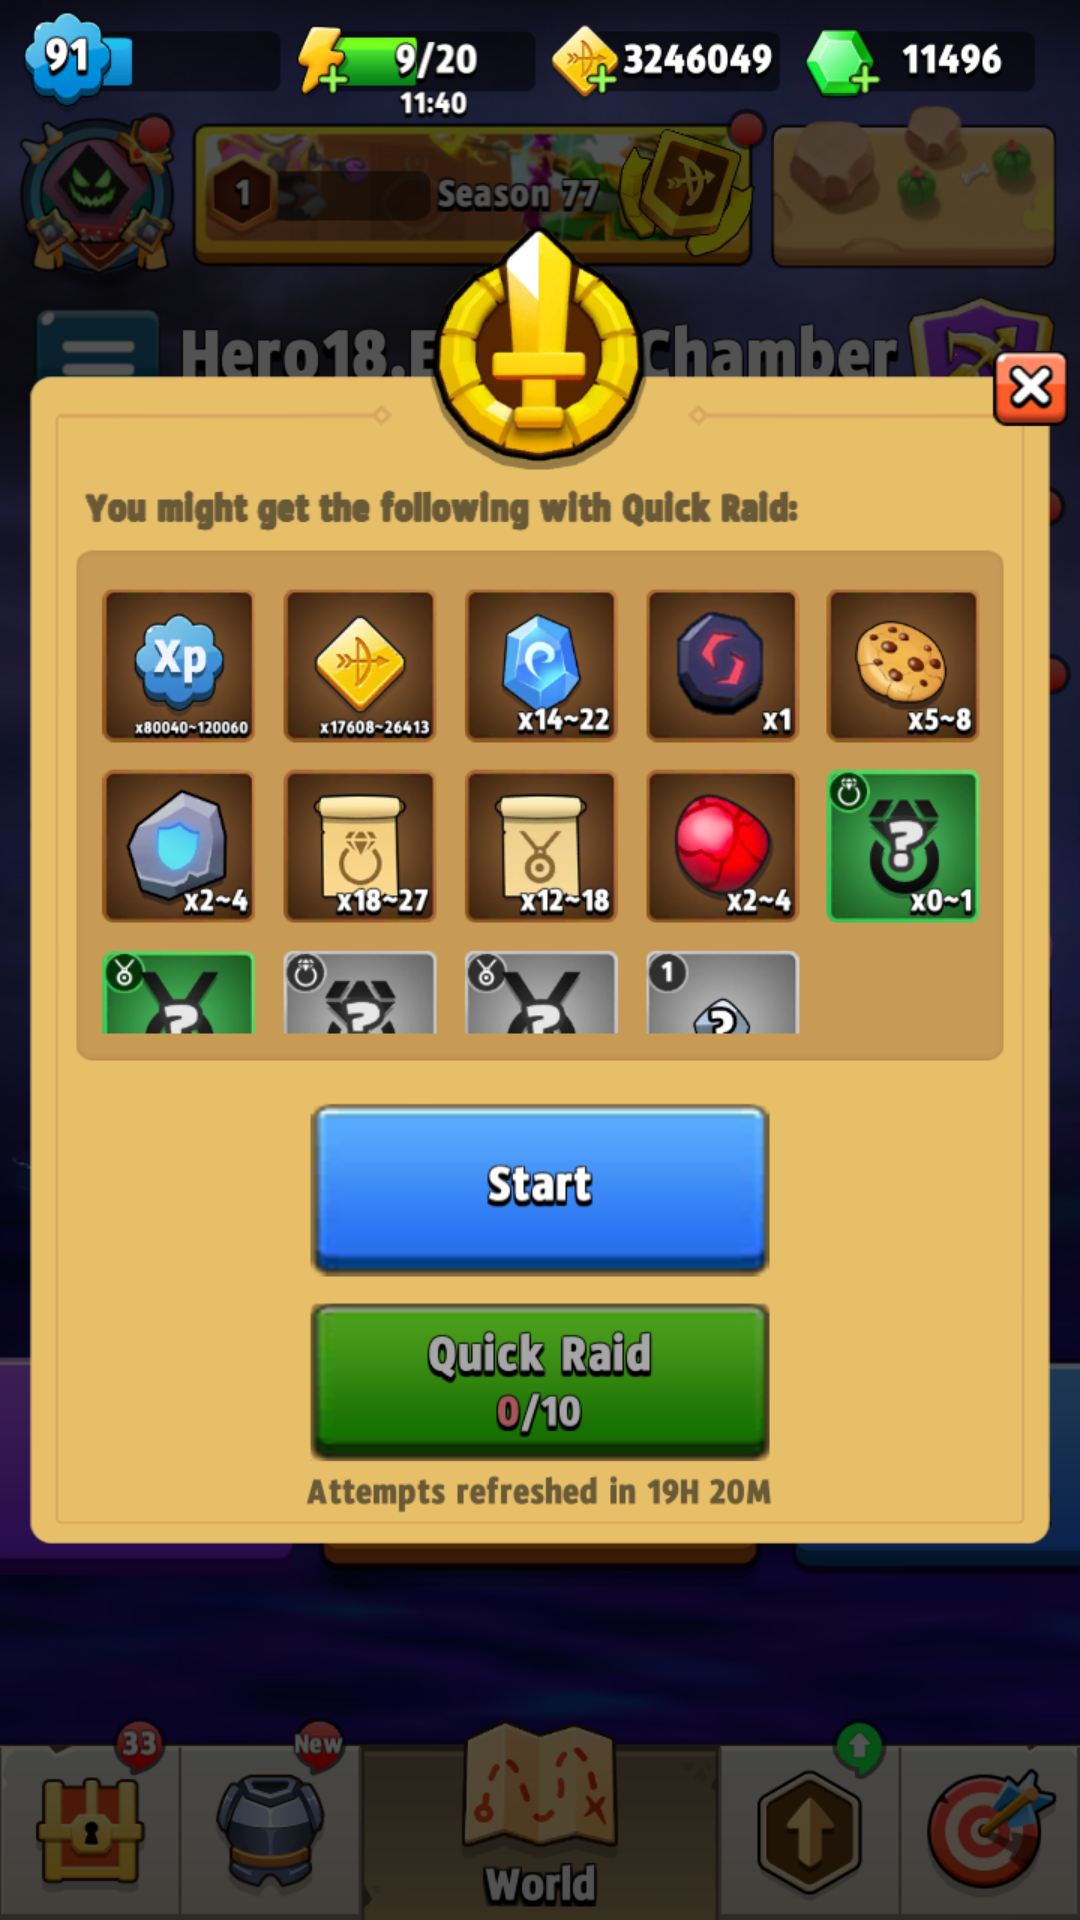 91
9/20
3246049
11496
11:40
1
Season 77
Hero18.E
Chamber
You might get the following with Quick Raid:
Xp
x80040~120060
x17608~26413
x14~22
x1
x5~8
x2~4
x18~27
x12~18
x2~4
?
x0~1
?
?
?
1
?
Start
Quick Raid
0/10
Attempts refreshed in 19H 20M
33
New
World